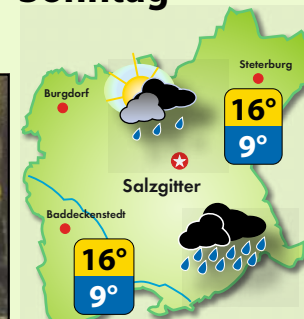 Sonntag
Steterburg
Burgdorf
16°
9°
Salzgitter
Baddeckenstedt
16°
9°